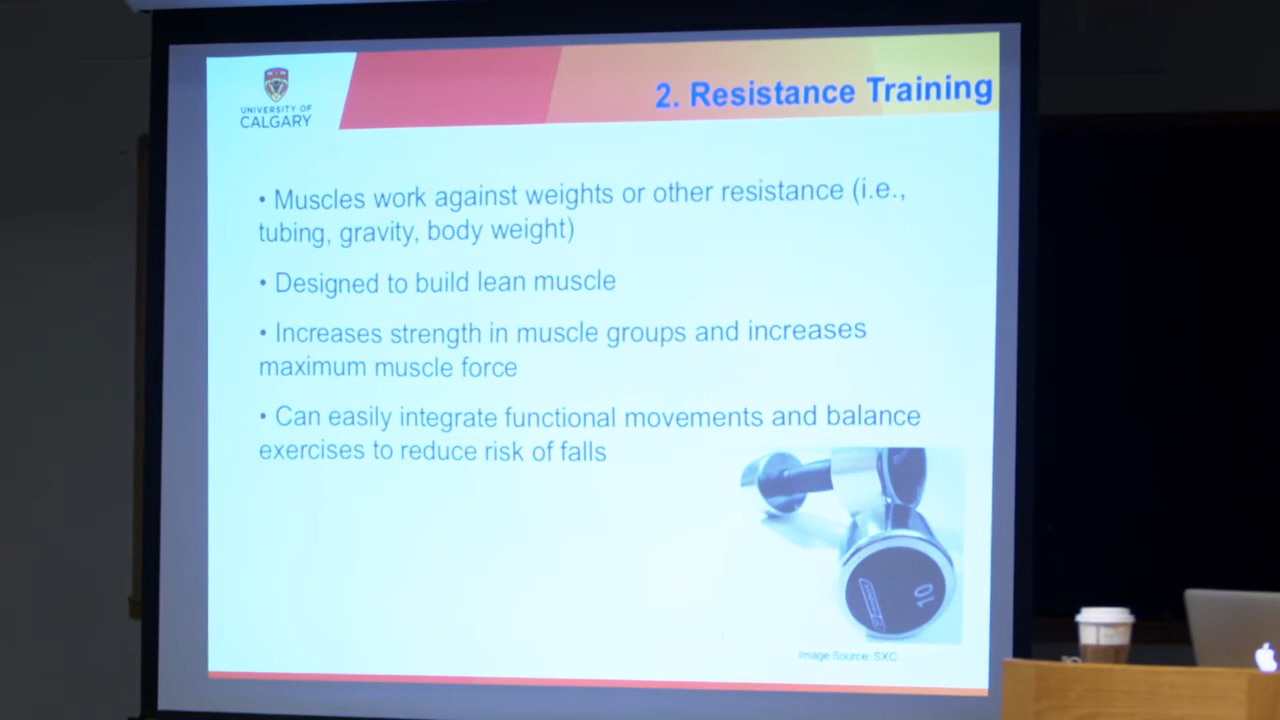 UNIVERSITY OF
CALGARY
2. Resistance Training
• Muscles work against weights or other resistance (i.e.,
tubing, gravity, body weight)
• Designed to build lean muscle
• Increases strength in muscle groups and increases
maximum muscle force
• Can easily integrate functional movements and balance
exercises to reduce risk of falls
10
Image Source: SXC